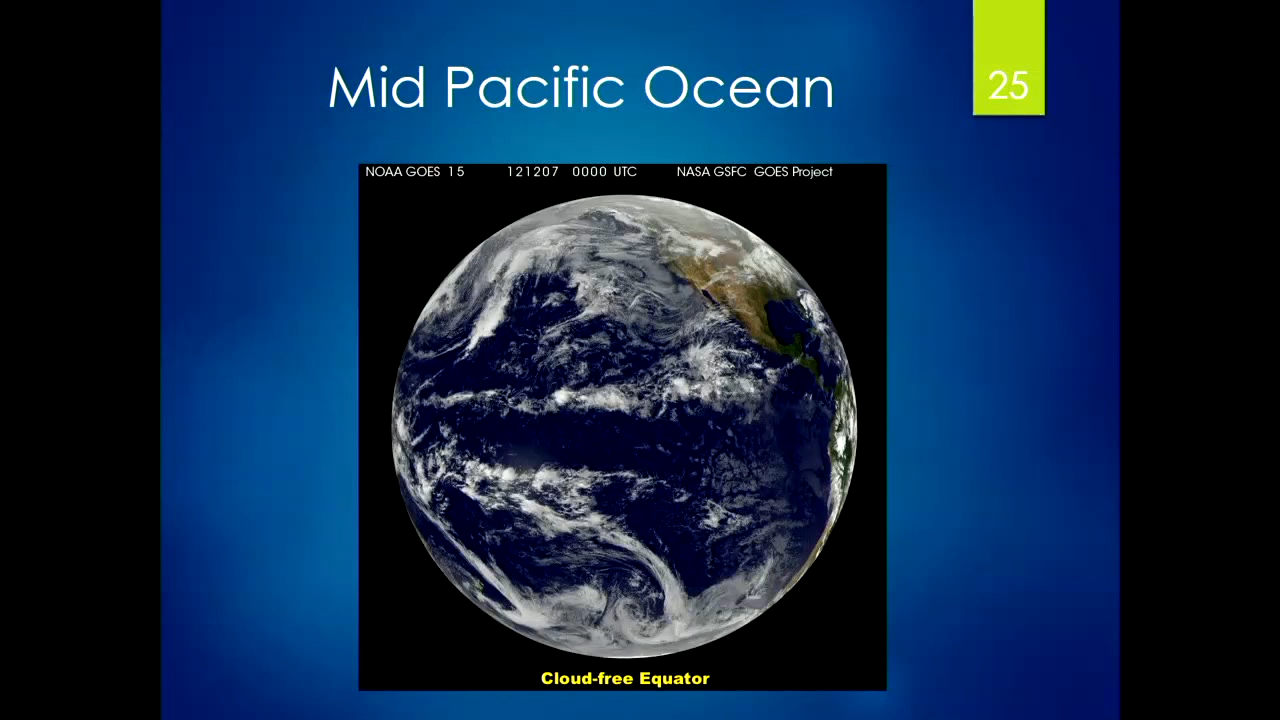 Mid Pacific Ocean
25
NOAA GOES 15 121207 0000 UTC NASA GSFC GOES Project
Cloud-free Equator